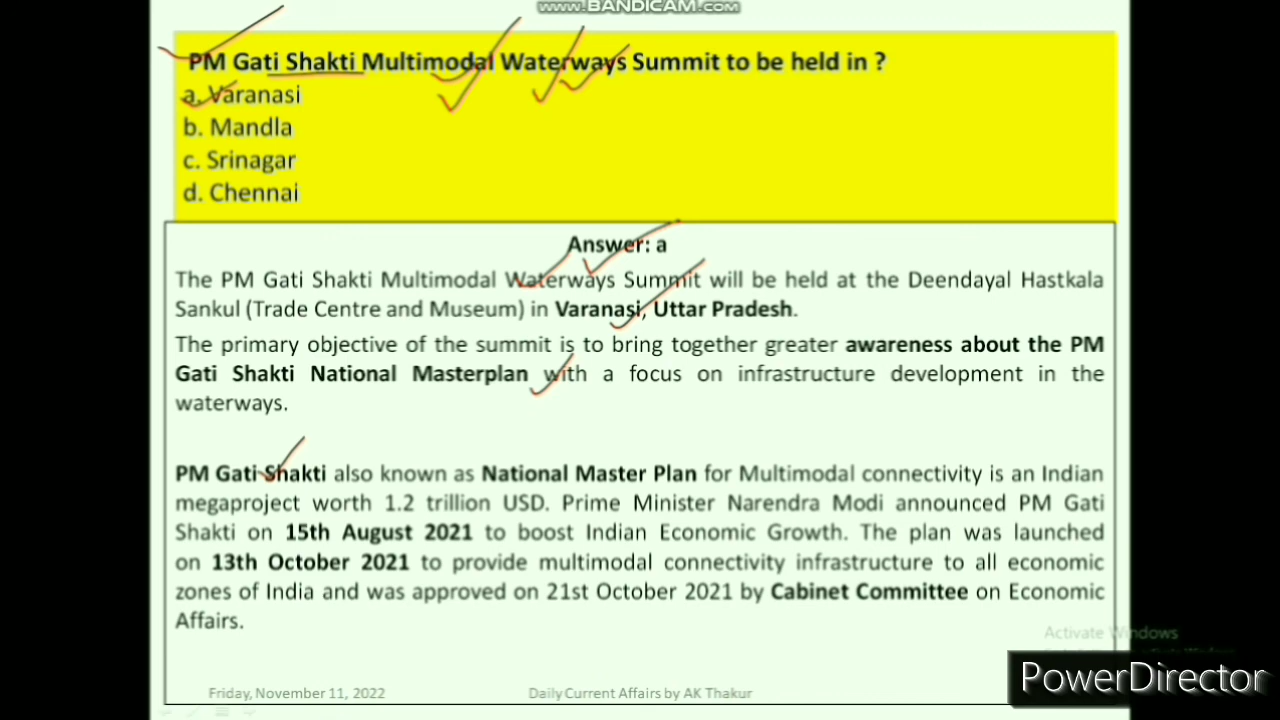 www.BANDICAM.com
PM Gati Shakti Multimodal Waterways Summit to be held in ?
a. Varanasi
b. Mandla
c. Srinagar
d. Chennai
Answer: a
The PM Gati Shakti Multimodal Waterways Summit will be held at the Deendayal Hastkala
Sankul (Trade Centre and Museum) in Varanasi, Uttar Pradesh.
The primary objective of the summit is to bring together greater awareness about the PM
Gati Shakti National Masterplan with a focus on infrastructure development in the
waterways.
PM Gati Shakti also known as National Master Plan for Multimodal connectivity is an Indian
megaproject worth 1.2 trillion USD. Prime Minister Narendra Modi announced PM Gati
Shakti on 15th August 2021 to boost Indian Economic Growth. The plan was launched
on 13th October 2021 to provide multimodal connectivity infrastructure to all economic
zones of India and was approved on 21st October 2021 by Cabinet Committee on Economic
Affairs.
Activate Windows
PowerDirector
Friday, November 11, 2022
Daily Current Affairs by AK Thakur